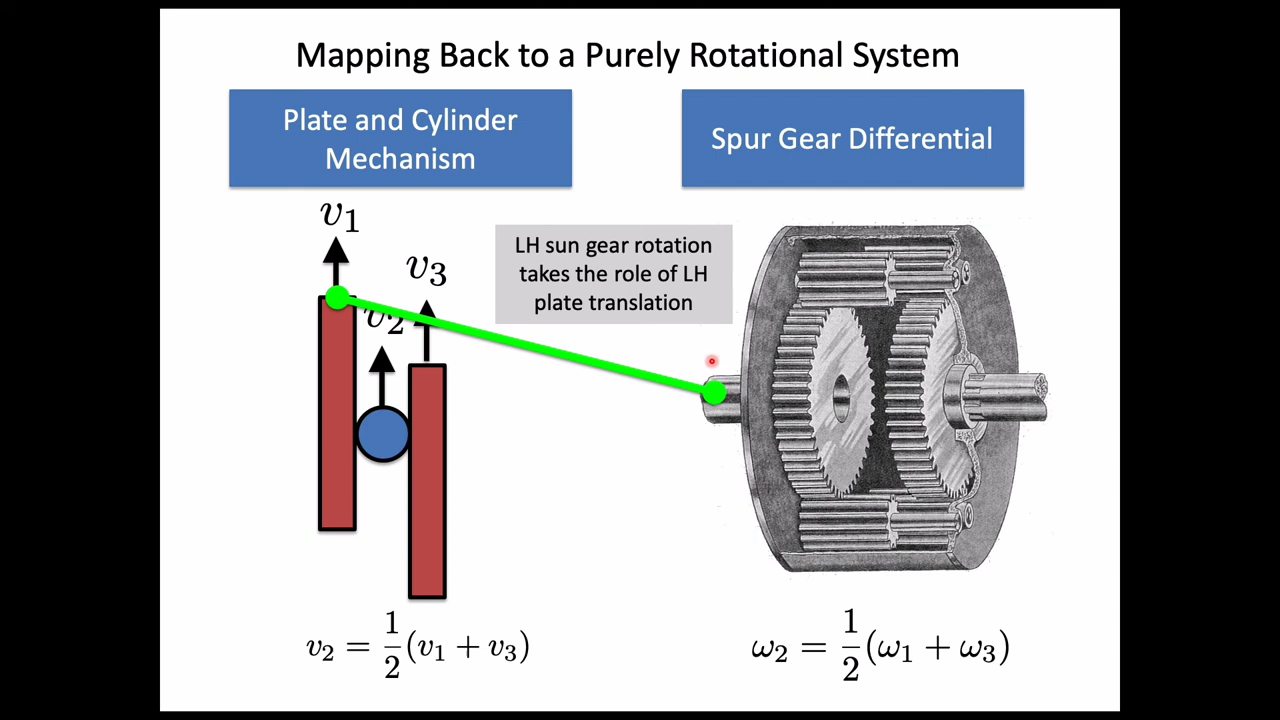 Mapping Back to a Purely Rotational System
Plate and Cylinder
Mechanism
Spur Gear Differential
v₁
v₃
v₂
LH sun gear rotation
takes the role of LH
plate translation
v₂ = 1/2 (v₁ + v₃)
ω₂ = 1/2 (ω₁ + ω₃)